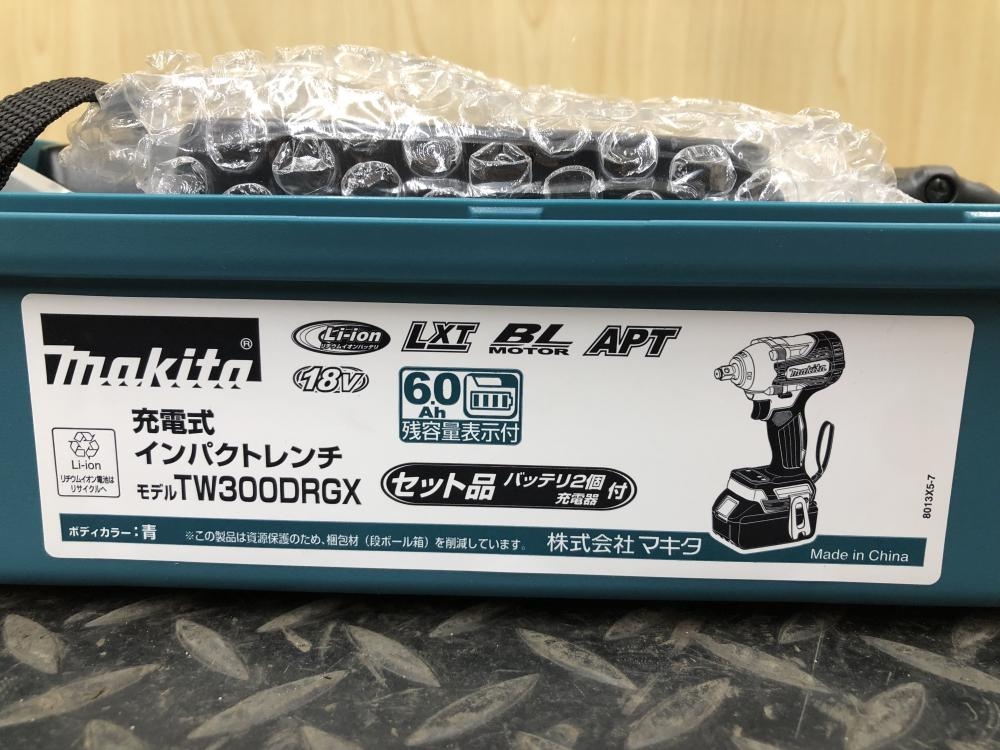 makita®
Li-ion
リチウムイオンバッテリ
LXT
BL
MOTOR
APT
18V
6.0
Ah
残容量表示付
充電式
インパクトレンチ
モデルTW300DRGX
Li-ion
リチウムイオン電池は
リサイクルへ
セット品 バッテリ2個
充電器 付
makita
8013X5-7
ボディカラー:青
※この製品は資源保護のため、梱包材(段ボール箱)を削減しています。
株式会社マキタ
Made in China